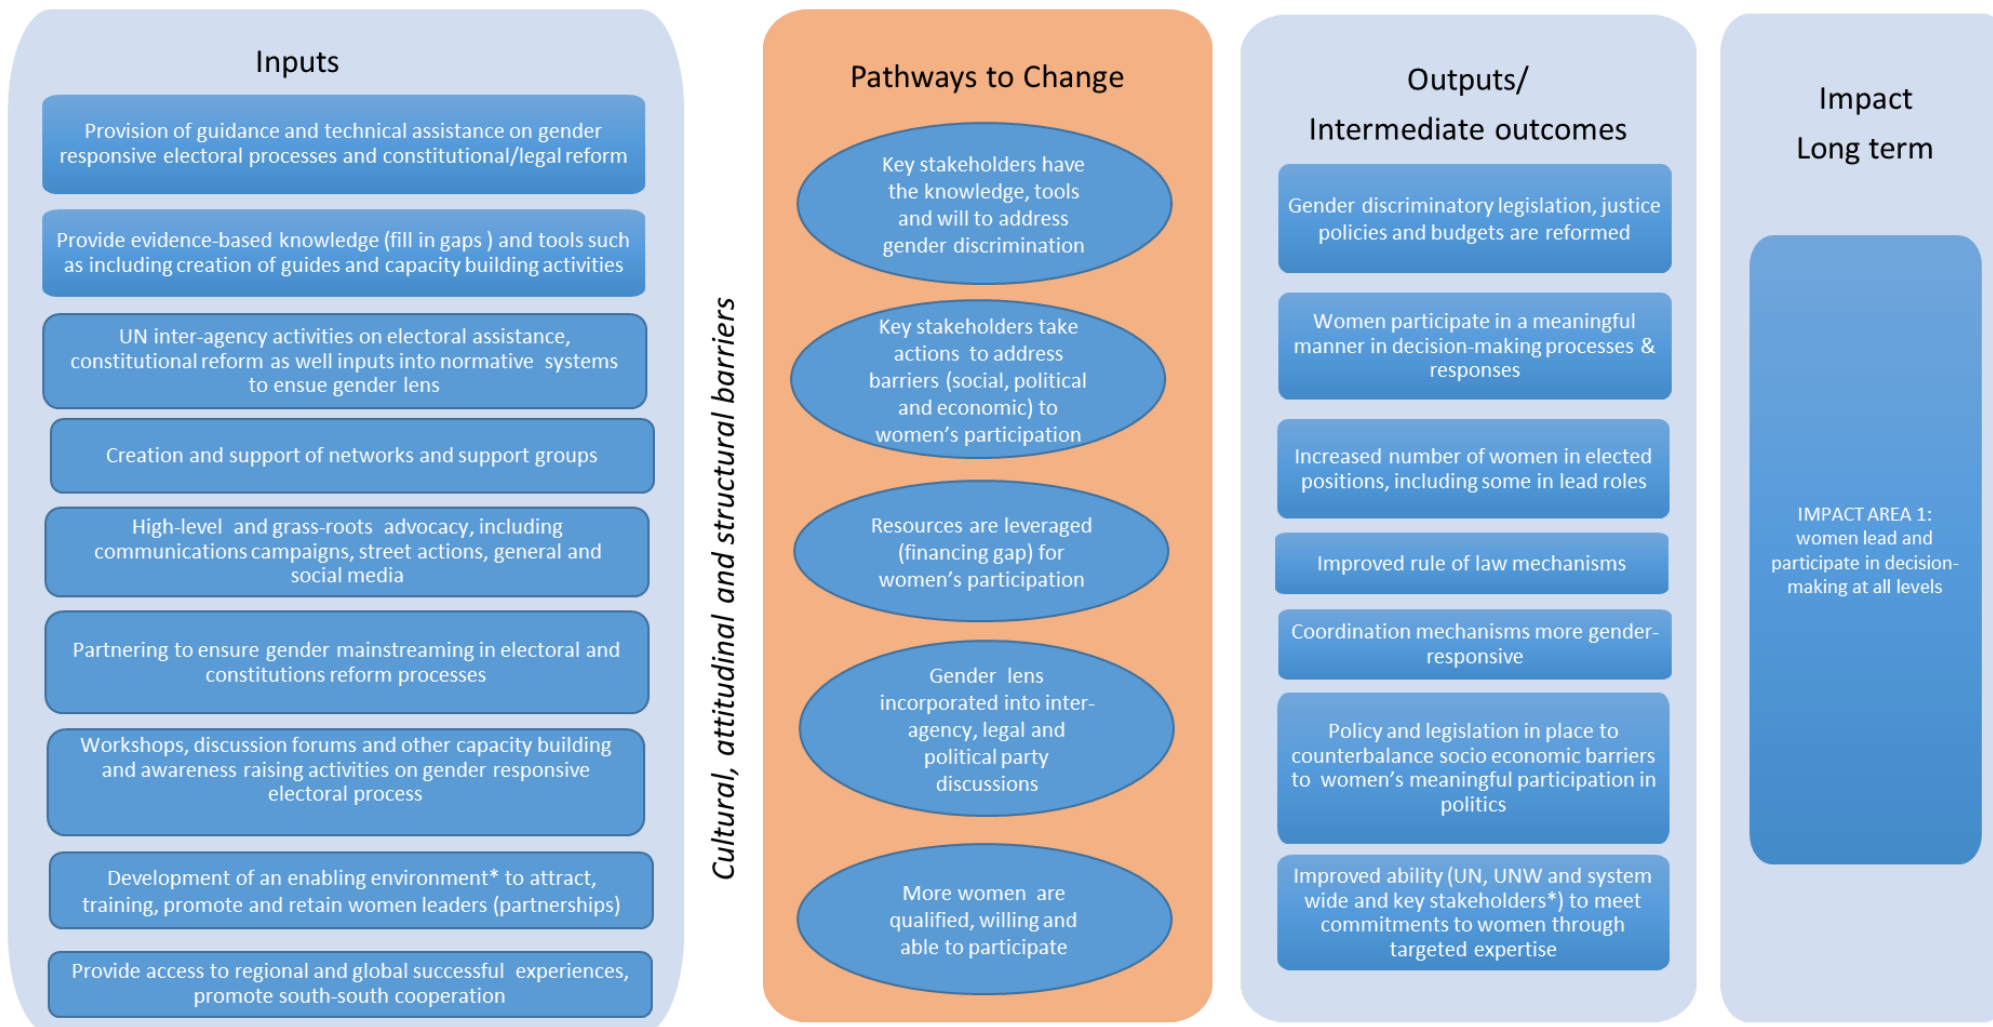 Inputs
Provision of guidance and technical assistance on gender
responsive electoral processes and constitutional/legal reform
Provide evidence-based knowledge (fill in gaps ) and tools such
as including creation of guides and capacity building activities
UN inter-agency activities on electoral assistance,
constitutional reform as well inputs into normative systems
to ensue gender lens
Creation and support of networks and support groups
High-level and grass-roots advocacy, including
communications campaigns, street actions, general and
social media
Partnering to ensure gender mainstreaming in electoral and
constitutions reform processes
Workshops, discussion forums and other capacity building
and awareness raising activities on gender responsive
electoral process
Development of an enabling environment* to attract,
training, promote and retain women leaders (partnerships)
Provide access to regional and global successful experiences,
promote south-south cooperation
Cultural, attitudinal and structural barriers
Pathways to Change
Key stakeholders have
the knowledge, tools
and will to address
gender discrimination
Key stakeholders take
actions to address
barriers (social, political
and economic) to
women’s participation
Resources are leveraged
(financing gap) for
women’s participation
Gender lens
incorporated into inter-
agency, legal and
political party
discussions
More women are
qualified, willing and
able to participate
Outputs/
Intermediate outcomes
Gender discriminatory legislation, justice
policies and budgets are reformed
Women participate in a meaningful
manner in decision-making processes &
responses
Increased number of women in elected
positions, including some in lead roles
Improved rule of law mechanisms
Coordination mechanisms more gender-
responsive
Policy and legislation in place to
counterbalance socio economic barriers
to women’s meaningful participation in
politics
Improved ability (UN, UNW and system
wide and key stakeholders*) to meet
commitments to women through
targeted expertise
Impact
Long term
IMPACT AREA 1:
women lead and
participate in decision-
making at all levels